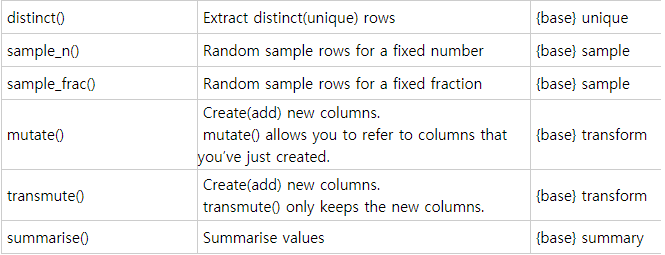 distinct() Extract distinct(unique) rows {base} unique
sample_n() Random sample rows for a fixed number {base} sample
sample_frac() Random sample rows for a fixed fraction {base} sample
mutate() Create(add) new columns. {base} transform
mutate() allows you to refer to columns that
you've just created.
transmute() Create(add) new columns. {base} transform
transmute() only keeps the new columns.
summarise() Summarise values {base} summary